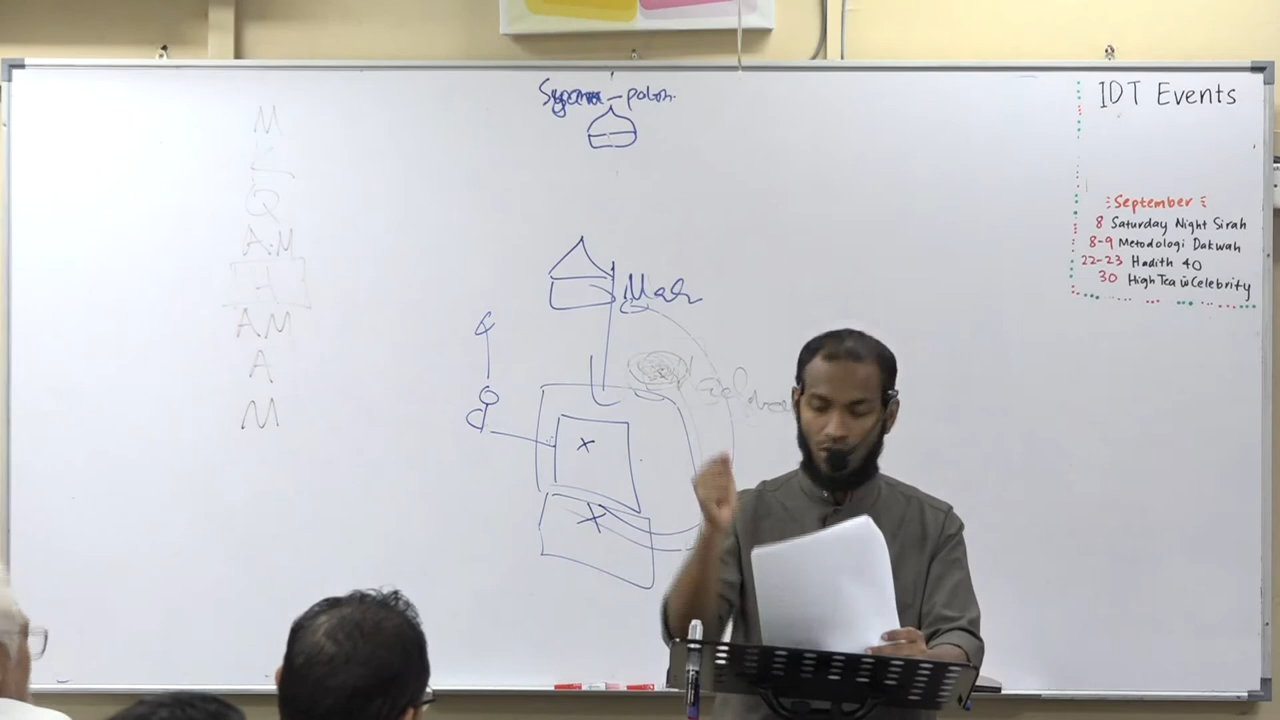 M
L
Q
A.M
A
AM
A
M
IDT Events
September
8 Saturday Night Sirah
8-9 Metodologi Dakwah
22-23 Hadith 40
30 High Tea w Celebrity